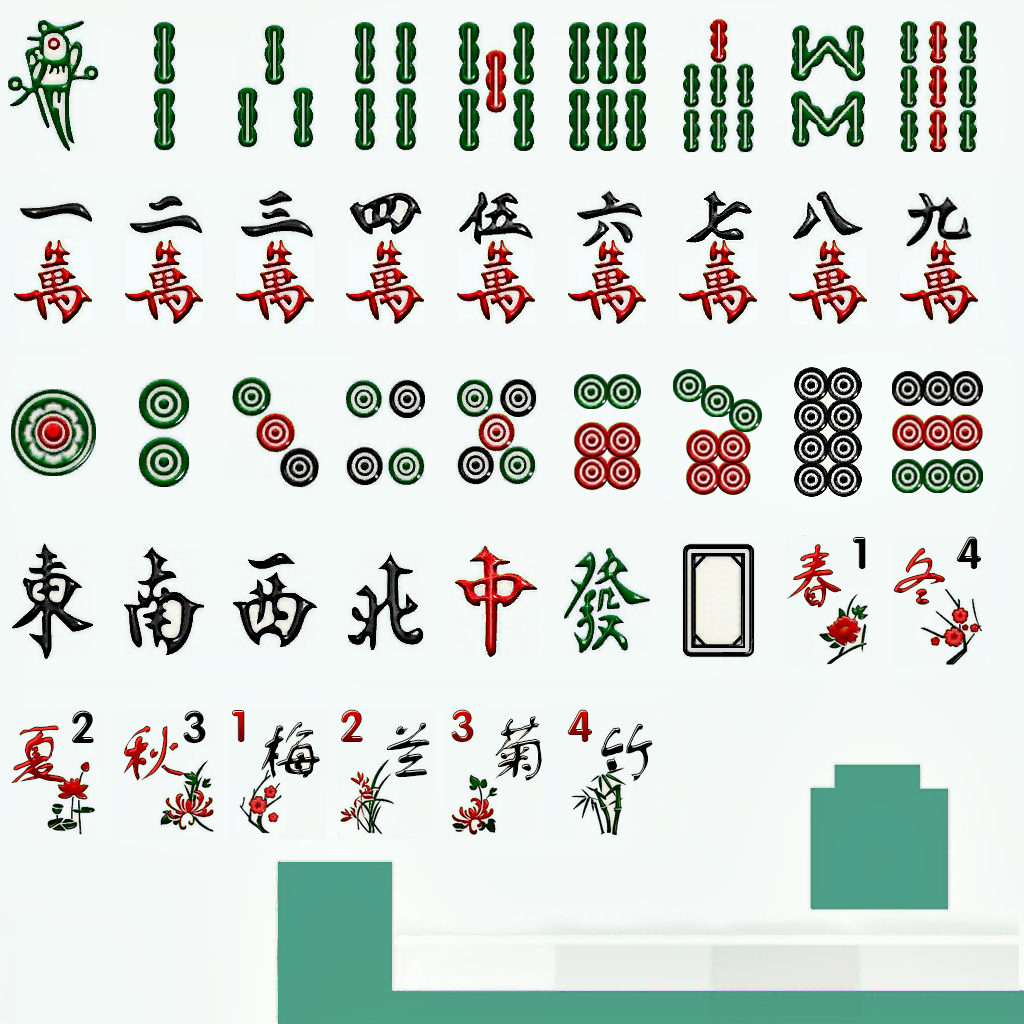 一 二 三 四 伍 六 七 八 九
萬 萬 萬 萬 萬 萬 萬 萬 萬
東 南 西 北 中 發 春 1 冬 4
夏 2 秋 3 1 梅 2 兰 3 菊 4 竹